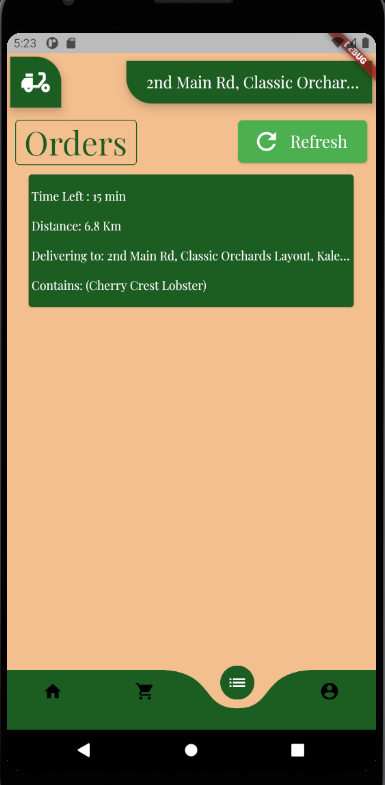 5:23
DEBUG
2nd Main Rd, Classic Orchar...
Orders
Refresh
Time Left : 15 min
Distance: 6.8 Km
Delivering to: 2nd Main Rd, Classic Orchards Layout, Kale...
Contains: (Cherry Crest Lobster)